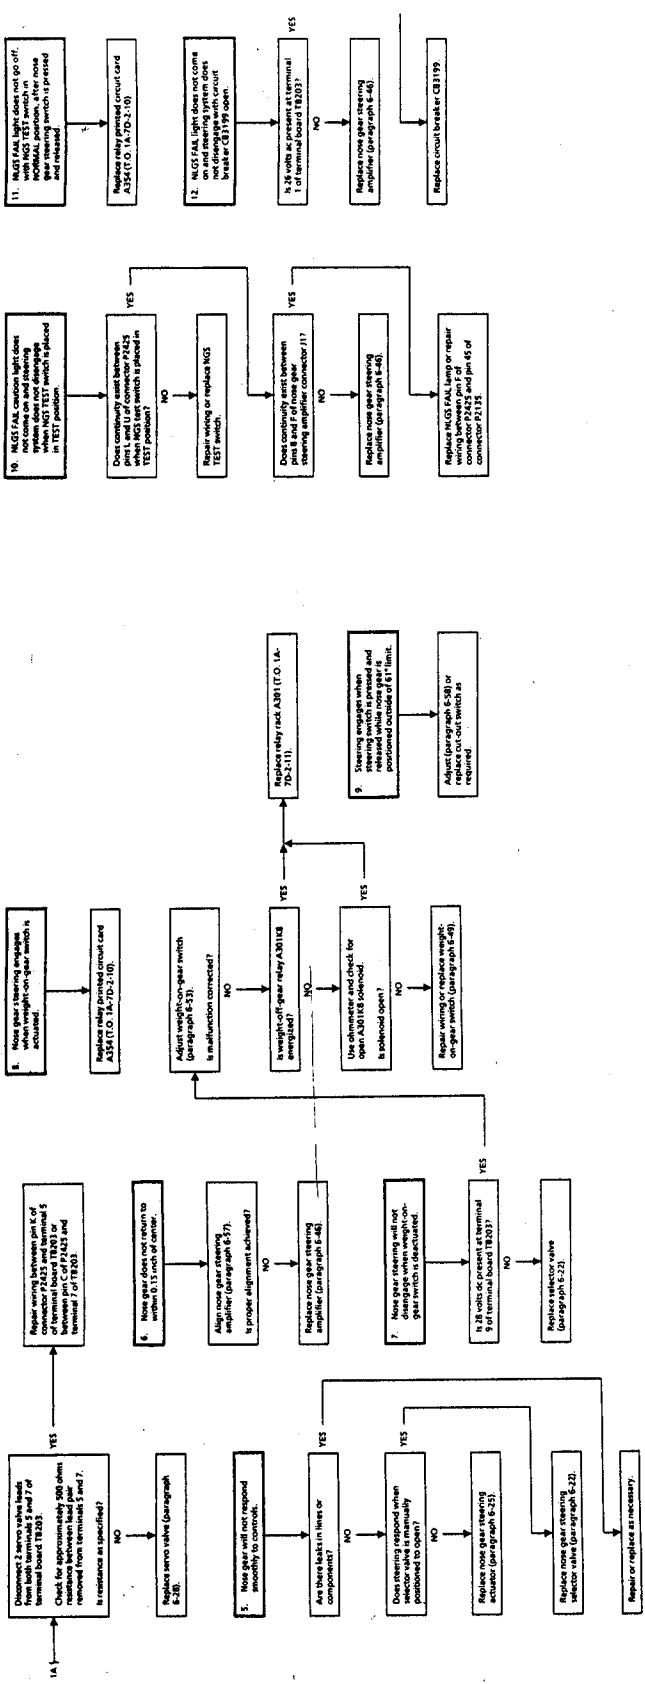 1A)
Disconnect 2 servo valve leads
from both terminals 5 and 7 of
terminal board TB203.
Check for approximately 500 ohms
resistance between lead pair
removed from terminals 5 and 7.
Is resistance as specified?
YES
NO
Repair wiring between pin K of
connector P2425 and terminal 5
of terminal board TB203 or
between pin C of P2425 and
terminal 7 of TB203.
Replace servo valve (paragraph
6-28).
5. Nose gear will not respond
smoothly to controls.
Are there leaks in lines or
components?
YES
NO
Does steering respond when
selector valve is manually
positioned to open?
YES
NO
Replace nose gear steering
actuator (paragraph 6-25).
Replace nose gear steering
selector valve (paragraph 6-22).
Repair or replace as necessary.
6. Nose gear does not return to
within 0.15 inch of center.
Align nose gear steering
amplifier (paragraph 6-57).
Is proper alignment achieved?
NO
Replace nose gear steering
amplifier (paragraph 6-46).
7. Nose gear steering will not
disengage when weight-on-
gear switch is deactuated.
Is 28 volts dc present at terminal
9 of terminal board TB203?
YES
NO
Replace selector valve
(paragraph 6-22)
8. Nose gear steering engages
when weight-on-gear switch is
actuated.
Replace relay printed circuit card
A354 (T.O. 1A-7D-2-10).
Adjust weight-on-gear switch
(paragraph 6-53).
Is malfunction corrected?
NO
Is weight-off-gear relay A301K8
energized?
YES
NO
Use ohmmeter and check for
open A301K8 solenoid.
Is solenoid open?
YES
NO
Repair wiring or replace weight-
on-gear switch (paragraph 6-49).
Replace relay rack A301 (T.O. 1A-
7D-2-11).
9. Steering engages when
steering switch is pressed and
released while nose gear is
positioned outside of 61° limit.
Adjust (paragraph 6-58) or
replace cut-out switch as
required.
10. NLGS FAIL caution light does
not come on and steering
system does not disengage
when NGS TEST switch is placed
in TEST position.
Does continuity exist between
pins L and U of connector P2425
when NGS test switch is placed in
TEST position?
YES
NO
Repair wiring or replace NGS
TEST switch.
Does continuity exist between
pins B and F of nose gear
steering amplifier connector J1?
YES
NO
Replace nose gear steering
amplifier (paragraph 6-46).
Replace NLGS FAIL lamp or repair
wiring between pin F of
connector P2425 and pin 45 of
connector P2135.
11. NLGS FAIL light does not go off,
with NGS TEST switch in
NORMAL position, after nose
gear steering switch is pressed
and released.
Replace relay printed circuit card
A354 (T.O. 1A-7D-2-10)
12. NLGS FAIL light does not come
on and steering system does
not disengage with circuit
breaker CB3199 open.
Is 26 volts ac present at terminal
1 of terminal board TB203?
YES
NO
Replace nose gear steering
amplifier (paragraph 6-46).
Replace circuit breaker CB3199.